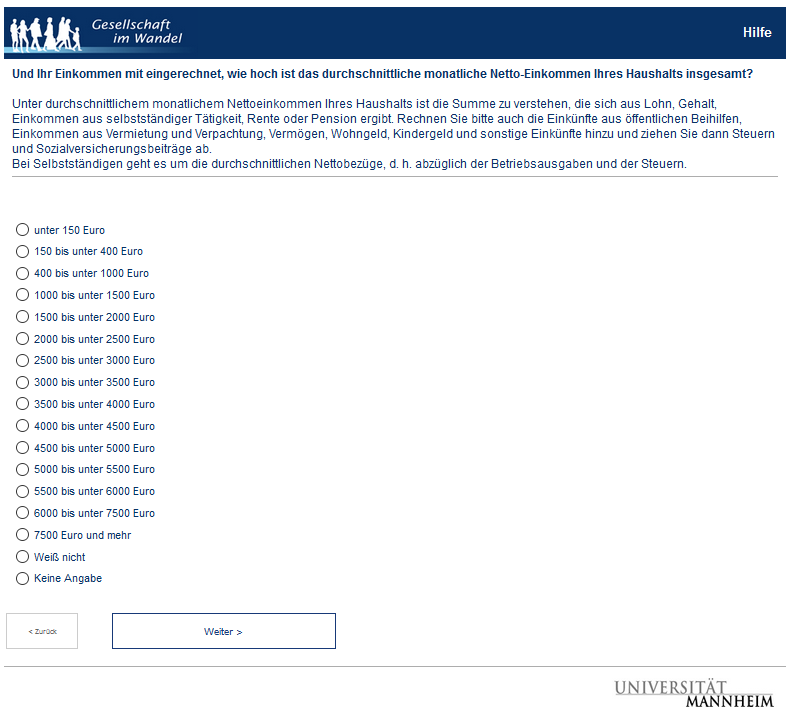 Gesellschaft
im Wandel
Hilfe
Und Ihr Einkommen mit eingerechnet, wie hoch ist das durchschnittliche monatliche Netto-Einkommen Ihres Haushalts insgesamt?
Unter durchschnittlichem monatlichem Nettoeinkommen Ihres Haushalts ist die Summe zu verstehen, die sich aus Lohn, Gehalt,
Einkommen aus selbstständiger Tätigkeit, Rente oder Pension ergibt. Rechnen Sie bitte auch die Einkünfte aus öffentlichen Beihilfen,
Einkommen aus Vermietung und Verpachtung, Vermögen, Wohngeld, Kindergeld und sonstige Einkünfte hinzu und ziehen Sie dann Steuern
und Sozialversicherungsbeiträge ab.
Bei Selbstständigen geht es um die durchschnittlichen Nettobezüge, d. h. abzüglich der Betriebsausgaben und der Steuern.
unter 150 Euro
150 bis unter 400 Euro
400 bis unter 1000 Euro
1000 bis unter 1500 Euro
1500 bis unter 2000 Euro
2000 bis unter 2500 Euro
2500 bis unter 3000 Euro
3000 bis unter 3500 Euro
3500 bis unter 4000 Euro
4000 bis unter 4500 Euro
4500 bis unter 5000 Euro
5000 bis unter 5500 Euro
5500 bis unter 6000 Euro
6000 bis unter 7500 Euro
7500 Euro und mehr
Weiß nicht
Keine Angabe
< Zurück
Weiter >
UNIVERSITÄT
MANNHEIM